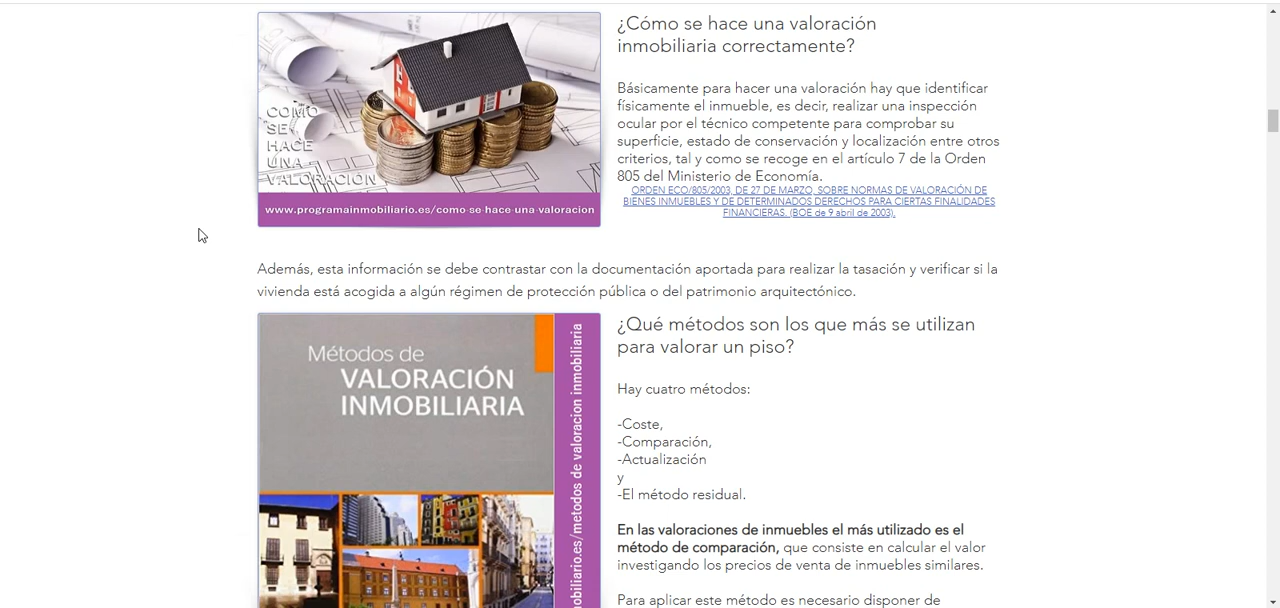 ¿Cómo se hace una valoración
inmobiliaria correctamente?
COMO
SE
HACE
UNA
VALORACIÓN
www.programainmobiliario.es/como-se-hace-una-valoracion
Básicamente para hacer una valoración hay que identificar
físicamente el inmueble, es decir, realizar una inspección
ocular por el técnico competente para comprobar su
superficie, estado de conservación y localización entre otros
criterios, tal y como se recoge en el artículo 7 de la Orden
805 del Ministerio de Economía.
ORDEN ECO/805/2003, DE 27 DE MARZO, SOBRE NORMAS DE VALORACIÓN DE
BIENES INMUEBLES Y DE DETERMINADOS DERECHOS PARA CIERTAS FINALIDADES
FINANCIERAS. (BOE de 9 abril de 2003).
Además, esta información se debe contrastar con la documentación aportada para realizar la tasación y verificar si la
vivienda está acogida a algún régimen de protección pública o del patrimonio arquitectónico.
Métodos de
VALORACIÓN
INMOBILIARIA
mobiliario.es/metodos de valoracion inmobiliaria
¿Qué métodos son los que más se utilizan
para valorar un piso?
Hay cuatro métodos:
-Coste,
-Comparación,
-Actualización
y
-El método residual.
En las valoraciones de inmuebles el más utilizado es el
método de comparación, que consiste en calcular el valor
investigando los precios de venta de inmuebles similares.
Para aplicar este método es necesario disponer de